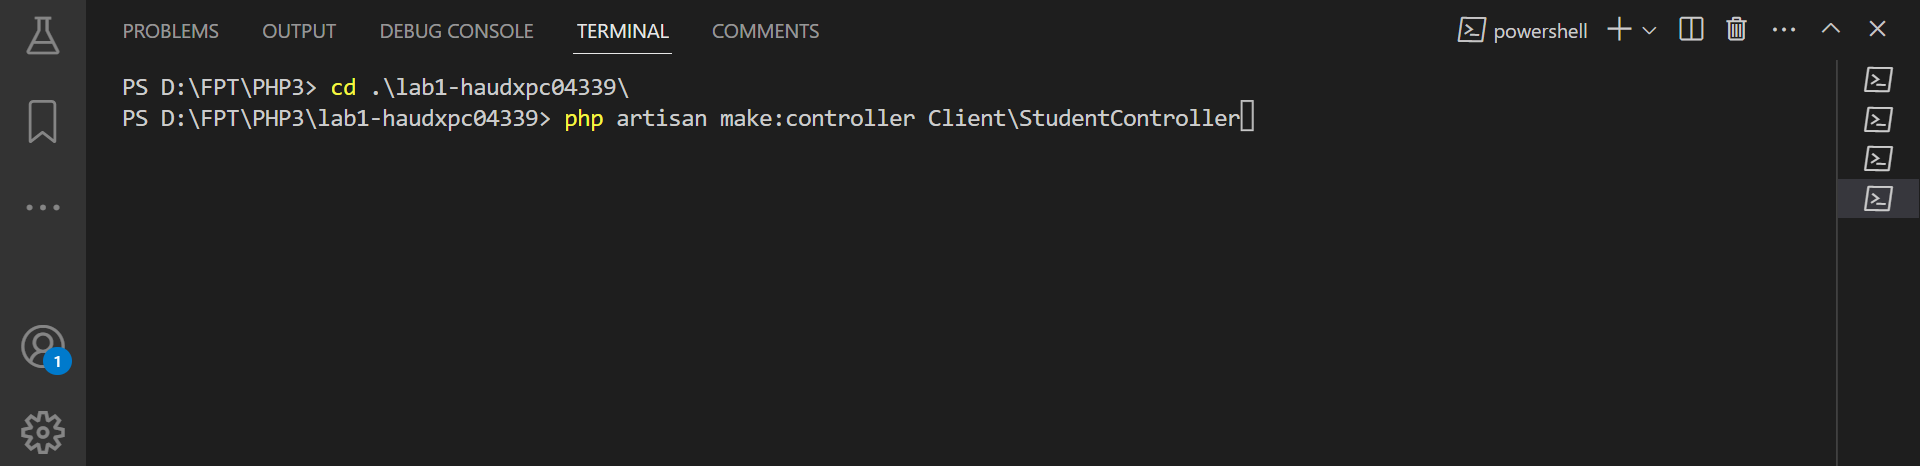 PROBLEMS OUTPUT DEBUG CONSOLE TERMINAL COMMENTS powershell
PS D:\FPT\PHP3> cd .\lab1-haudxpc04339\
PS D:\FPT\PHP3\lab1-haudxpc04339> php artisan make:controller Client\StudentController
1